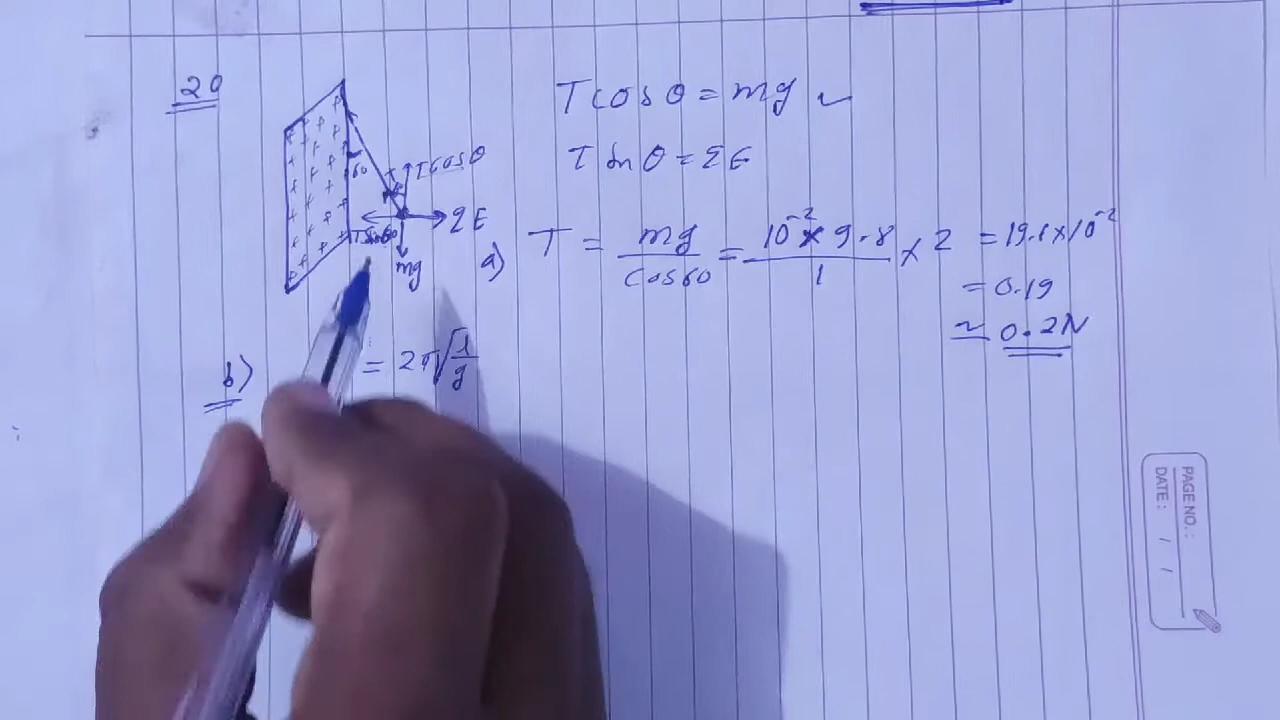 20
T cos θ = mg
T sin θ = qE
60
T cos θ
qE
T sin 60
mg
a) T = mg / cos 60 = 10^-2 × 9.8 / 1 × 2 = 19.6 × 10^-2
= 0.19
≈ 0.2N
b) = 2π√(l/g)
PAGE NO.:
DATE: / /